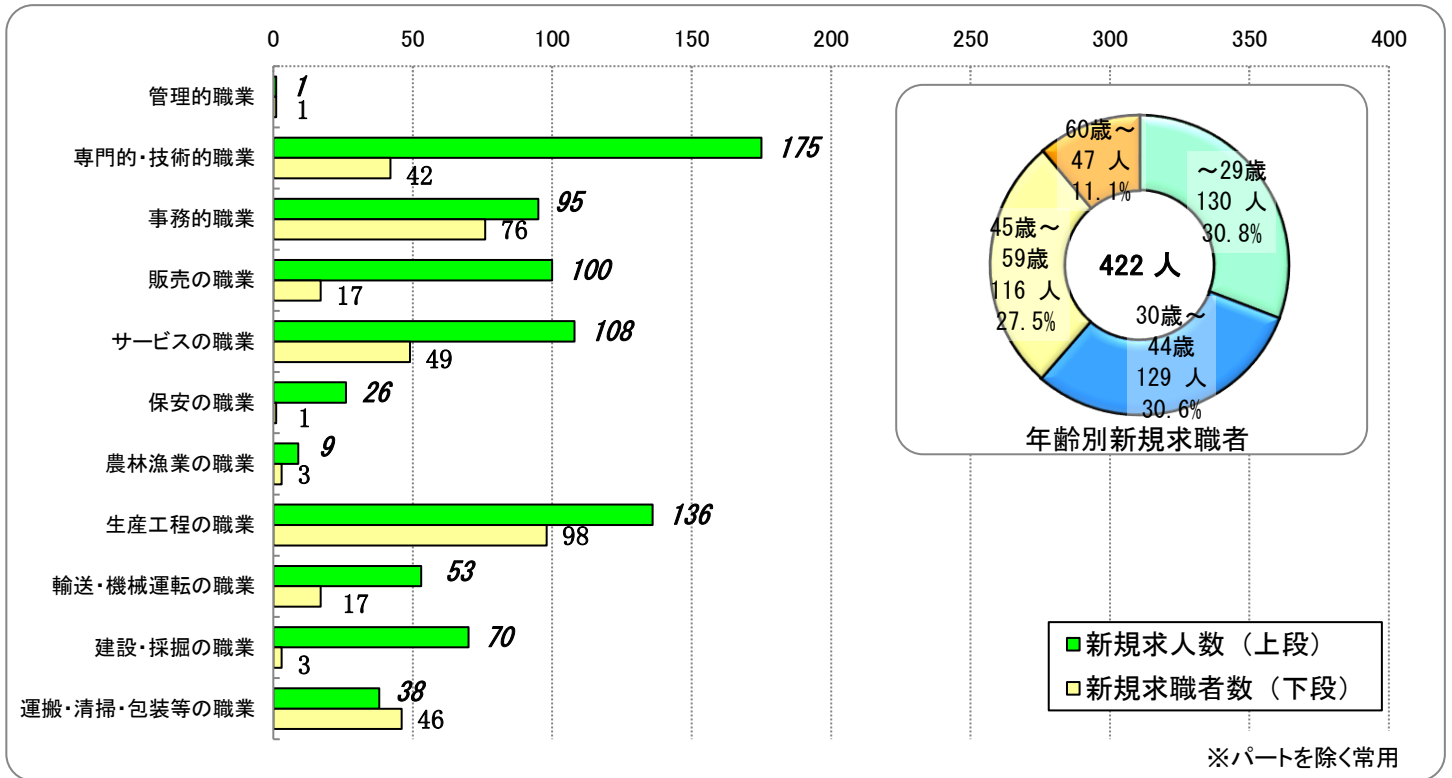 0 50 100 150 200 250 300 350 400
管理的職業
1
1
専門的・技術的職業
175
42
事務的職業
95
76
販売の職業
100
17
サービスの職業
108
49
保安の職業
26
1
農林漁業の職業
9
3
生産工程の職業
136
98
輸送・機械運転の職業
53
17
建設・採掘の職業
70
3
運搬・清掃・包装等の職業
38
46
60歳～
47 人
11.1%
～29歳
130 人
30.8%
45歳～
59歳
116 人
27.5%
422 人
30歳～
44歳
129 人
30.6%
年齢別新規求職者
新規求人数（上段）
新規求職者数（下段）
※パートを除く常用